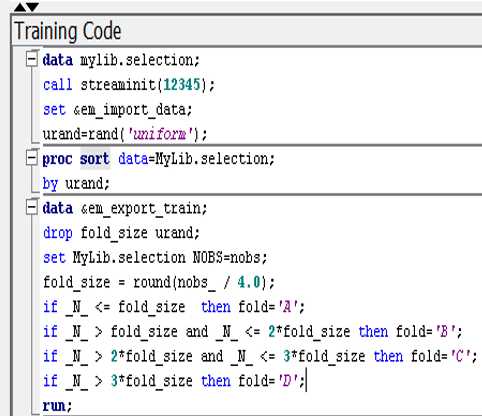 Training Code
data mylib.selection;
call streaminit(12345);
set &em_import_data;
urand=rand('uniform');
proc sort data=MyLib.selection;
by urand;
data &em_export_train;
drop fold_size urand;
set MyLib.selection NOBS=nobs;
fold_size = round(nobs_ / 4.0);
if _N_ <= fold_size  then fold='A';
if _N_ > fold_size and _N_ <= 2*fold_size then fold='B';
if _N_ > 2*fold_size and _N_ <= 3*fold_size then fold='C';
if _N_ > 3*fold_size then fold='D';
run;